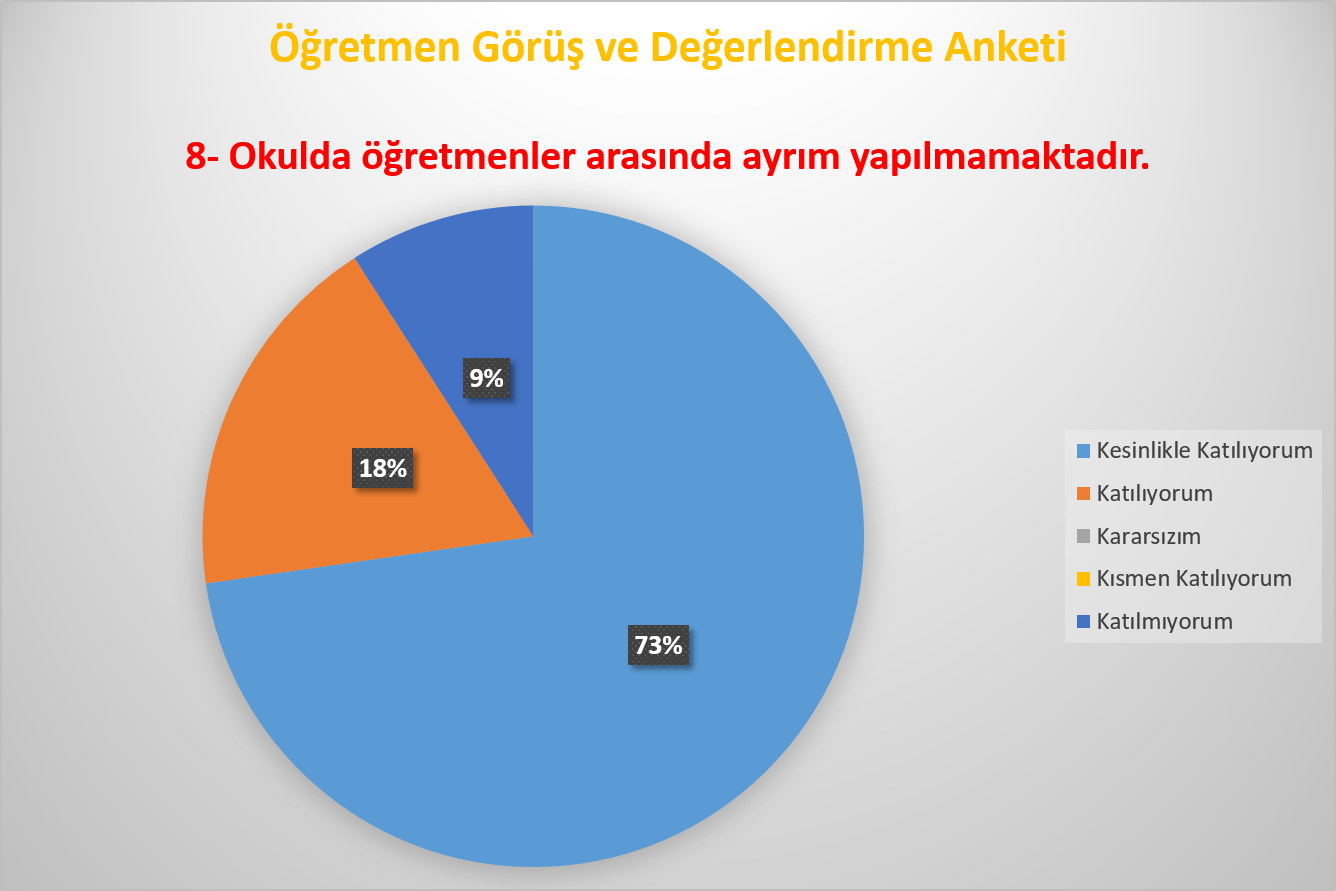 Öğretmen Görüş ve Değerlendirme Anketi
8- Okulda öğretmenler arasında ayrım yapılmamaktadır.
9%
18%
73%
Kesinlikle Katılıyorum
Katılıyorum
Kararsızım
Kısmen Katılıyorum
Katılmıyorum